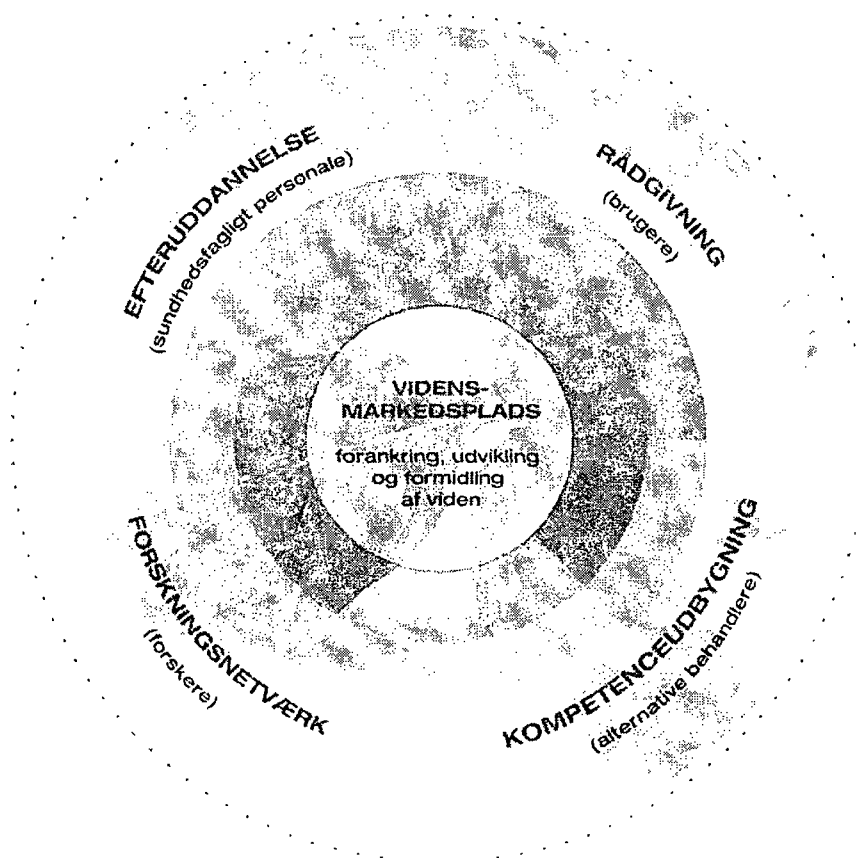 EFTERUDDANNELSE
(sundhedsfagligt personale)
RÅDGIVNING
(brugere)
VIDENS-
MARKEDSPLADS
forankring, udvikling
og formidling
af viden
FORSKNINGSNETVÆRK
(forskere)
KOMPETENCEUDBYGNING
(alternative behandlere)